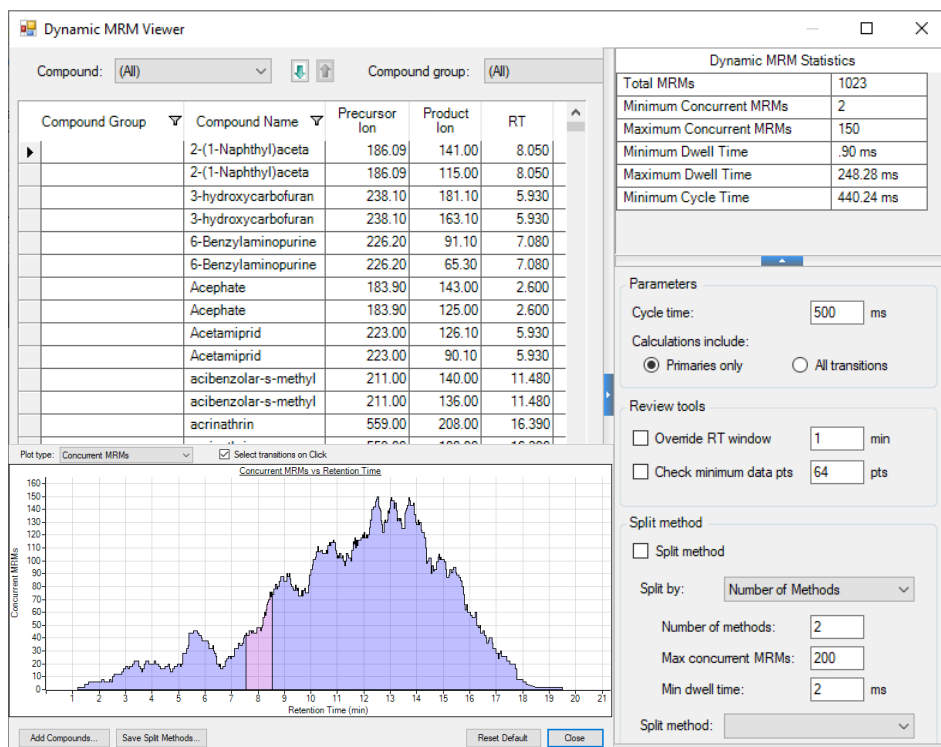 Dynamic MRM Viewer
Compound: (All) Compound group: (All)
Compound Group Compound Name Precursor Ion Product Ion RT
2-(1-Naphthyl)aceta 186.09 141.00 8.050
2-(1-Naphthyl)aceta 186.09 115.00 8.050
3-hydroxycarbofuran 238.10 181.10 5.930
3-hydroxycarbofuran 238.10 163.10 5.930
6-Benzylaminopurine 226.20 91.10 7.080
6-Benzylaminopurine 226.20 65.30 7.080
Acephate 183.90 143.00 2.600
Acephate 183.90 125.00 2.600
Acetamiprid 223.00 126.10 5.930
Acetamiprid 223.00 90.10 5.930
acibenzolar-s-methyl 211.00 140.00 11.480
acibenzolar-s-methyl 211.00 136.00 11.480
acrinathrin 559.00 208.00 16.390
Plot type: Concurrent MRMs Select transitions on Click
Concurrent MRMs vs Retention Time
Concurrent MRMs
160
150
140
130
120
110
100
90
80
70
60
50
40
30
20
10
0
1 2 3 4 5 6 7 8 9 10 11 12 13 14 15 16 17 18 19 20 21
Retention Time (min)
Add Compounds... Save Split Methods... Reset Default Close
Dynamic MRM Statistics
Total MRMs 1023
Minimum Concurrent MRMs 2
Maximum Concurrent MRMs 150
Minimum Dwell Time .90 ms
Maximum Dwell Time 248.28 ms
Minimum Cycle Time 440.24 ms
Parameters
Cycle time: 500 ms
Calculations include:
Primaries only All transitions
Review tools
Override RT window 1 min
Check minimum data pts 64 pts
Split method
Split method
Split by: Number of Methods
Number of methods: 2
Max concurrent MRMs: 200
Min dwell time: 2 ms
Split method: